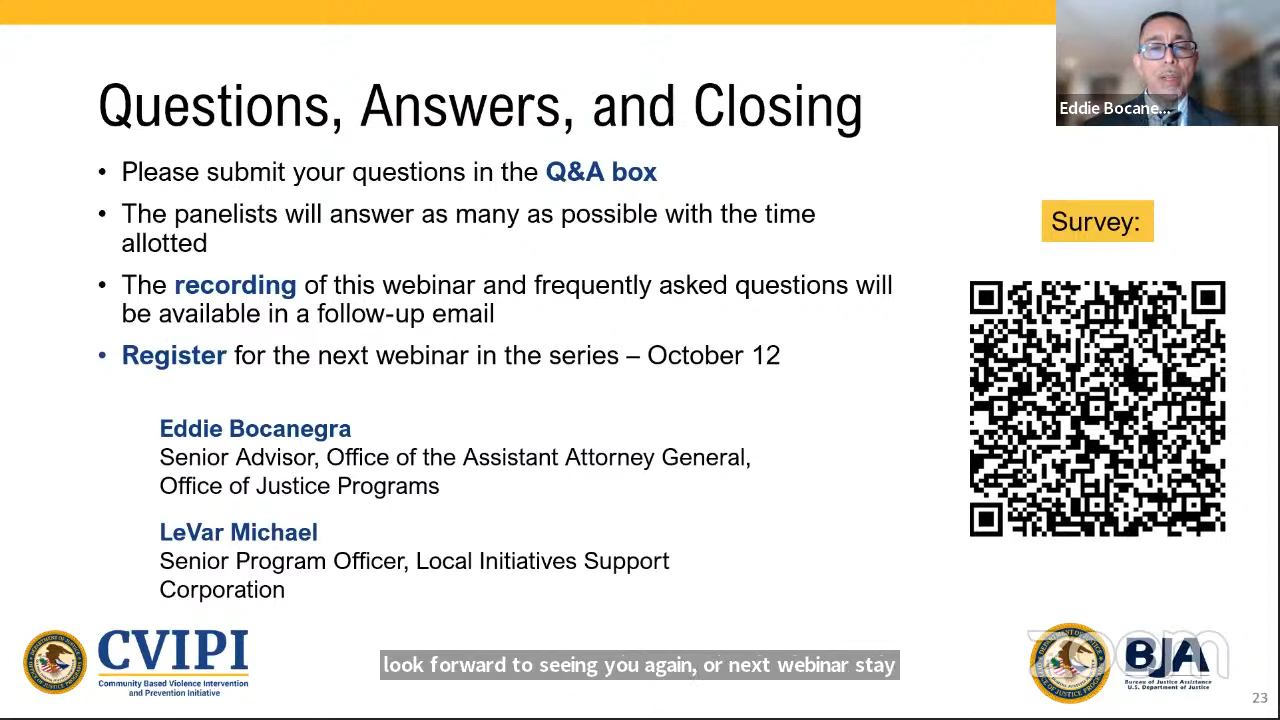 Questions, Answers, and Closing
Eddie Bocane...
• Please submit your questions in the Q&A box
• The panelists will answer as many as possible with the time
allotted
• The recording of this webinar and frequently asked questions will
be available in a follow-up email
• Register for the next webinar in the series – October 12
Survey:
Eddie Bocanegra
Senior Advisor, Office of the Assistant Attorney General,
Office of Justice Programs
LeVar Michael
Senior Program Officer, Local Initiatives Support
Corporation
CVIPI
Community Based Violence Intervention
and Prevention Initiative
look forward to seeing you again, or next webinar stay
zoom
BJA
Bureau of Justice Assistance
U.S. Department of Justice
23